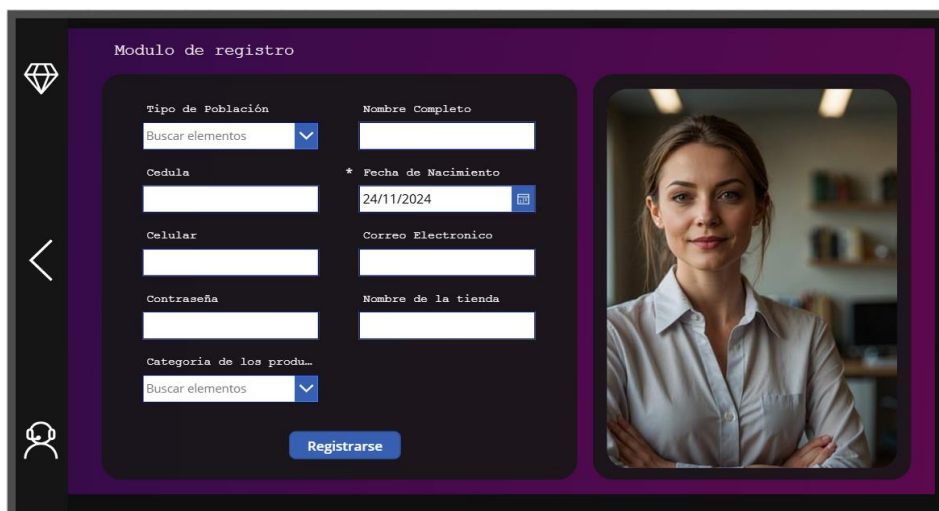 Modulo de registro
Tipo de Población
Nombre Completo
Buscar elementos
Cedula
* Fecha de Nacimiento
24/11/2024
Celular
Correo Electronico
Contraseña
Nombre de la tienda
Categoria de los produ…
Buscar elementos
Registrarse